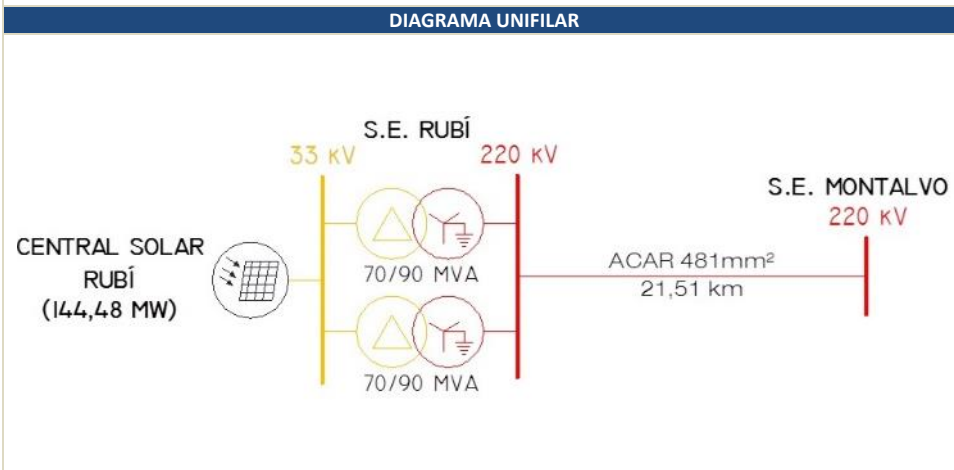 DIAGRAMA UNIFILAR
S.E. RUBÍ
33 KV
220 KV
S.E. MONTALVO
220 KV
CENTRAL SOLAR
RUBÍ
(144,48 MW)
70/90 MVA
ACAR 481mm²
21,51 km
70/90 MVA